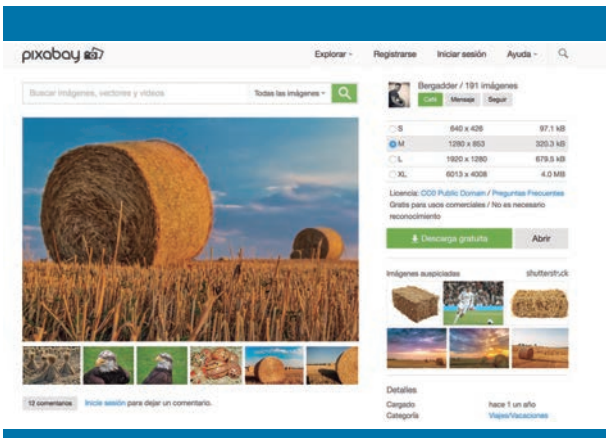 pixabay
Explorar - Registrarse Iniciar sesión Ayuda -
Buscar imágenes, vectores y videos Todas las imágenes -
Bergadder / 191 imágenes
Café Mensaje Seguir
S 640 x 426 97.1 kB
M 1280 x 853 320.3 kB
L 1920 x 1280 679.5 kB
XL 6013 x 4008 4.0 MB
Licencia: CC0 Public Domain / Preguntas Frecuentes
Gratis para usos comerciales / No es necesario
reconocimiento
Descarga gratuita Abrir
Imágenes auspiciadas shutterstock
Detalles
Cargado hace 1 un año
Categoría Viajes/Vacaciones
12 comentarios Inicie sesión para dejar un comentario.